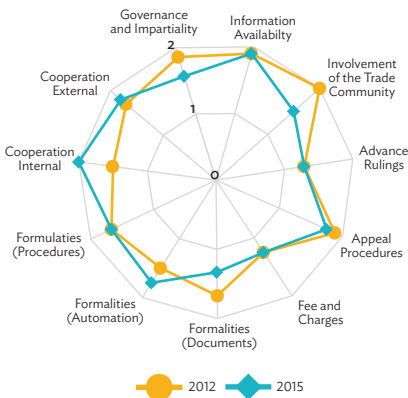 Governance
and Impartiality
Information
Availabilty
2
Involvement
of the Trade
Community
Cooperation
External
1
Cooperation
Internal
Advance
Rulings
0
Formulaties
(Procedures)
Appeal
Procedures
Formalities
(Automation)
Fee and
Charges
Formalities
(Documents)
2012
2015